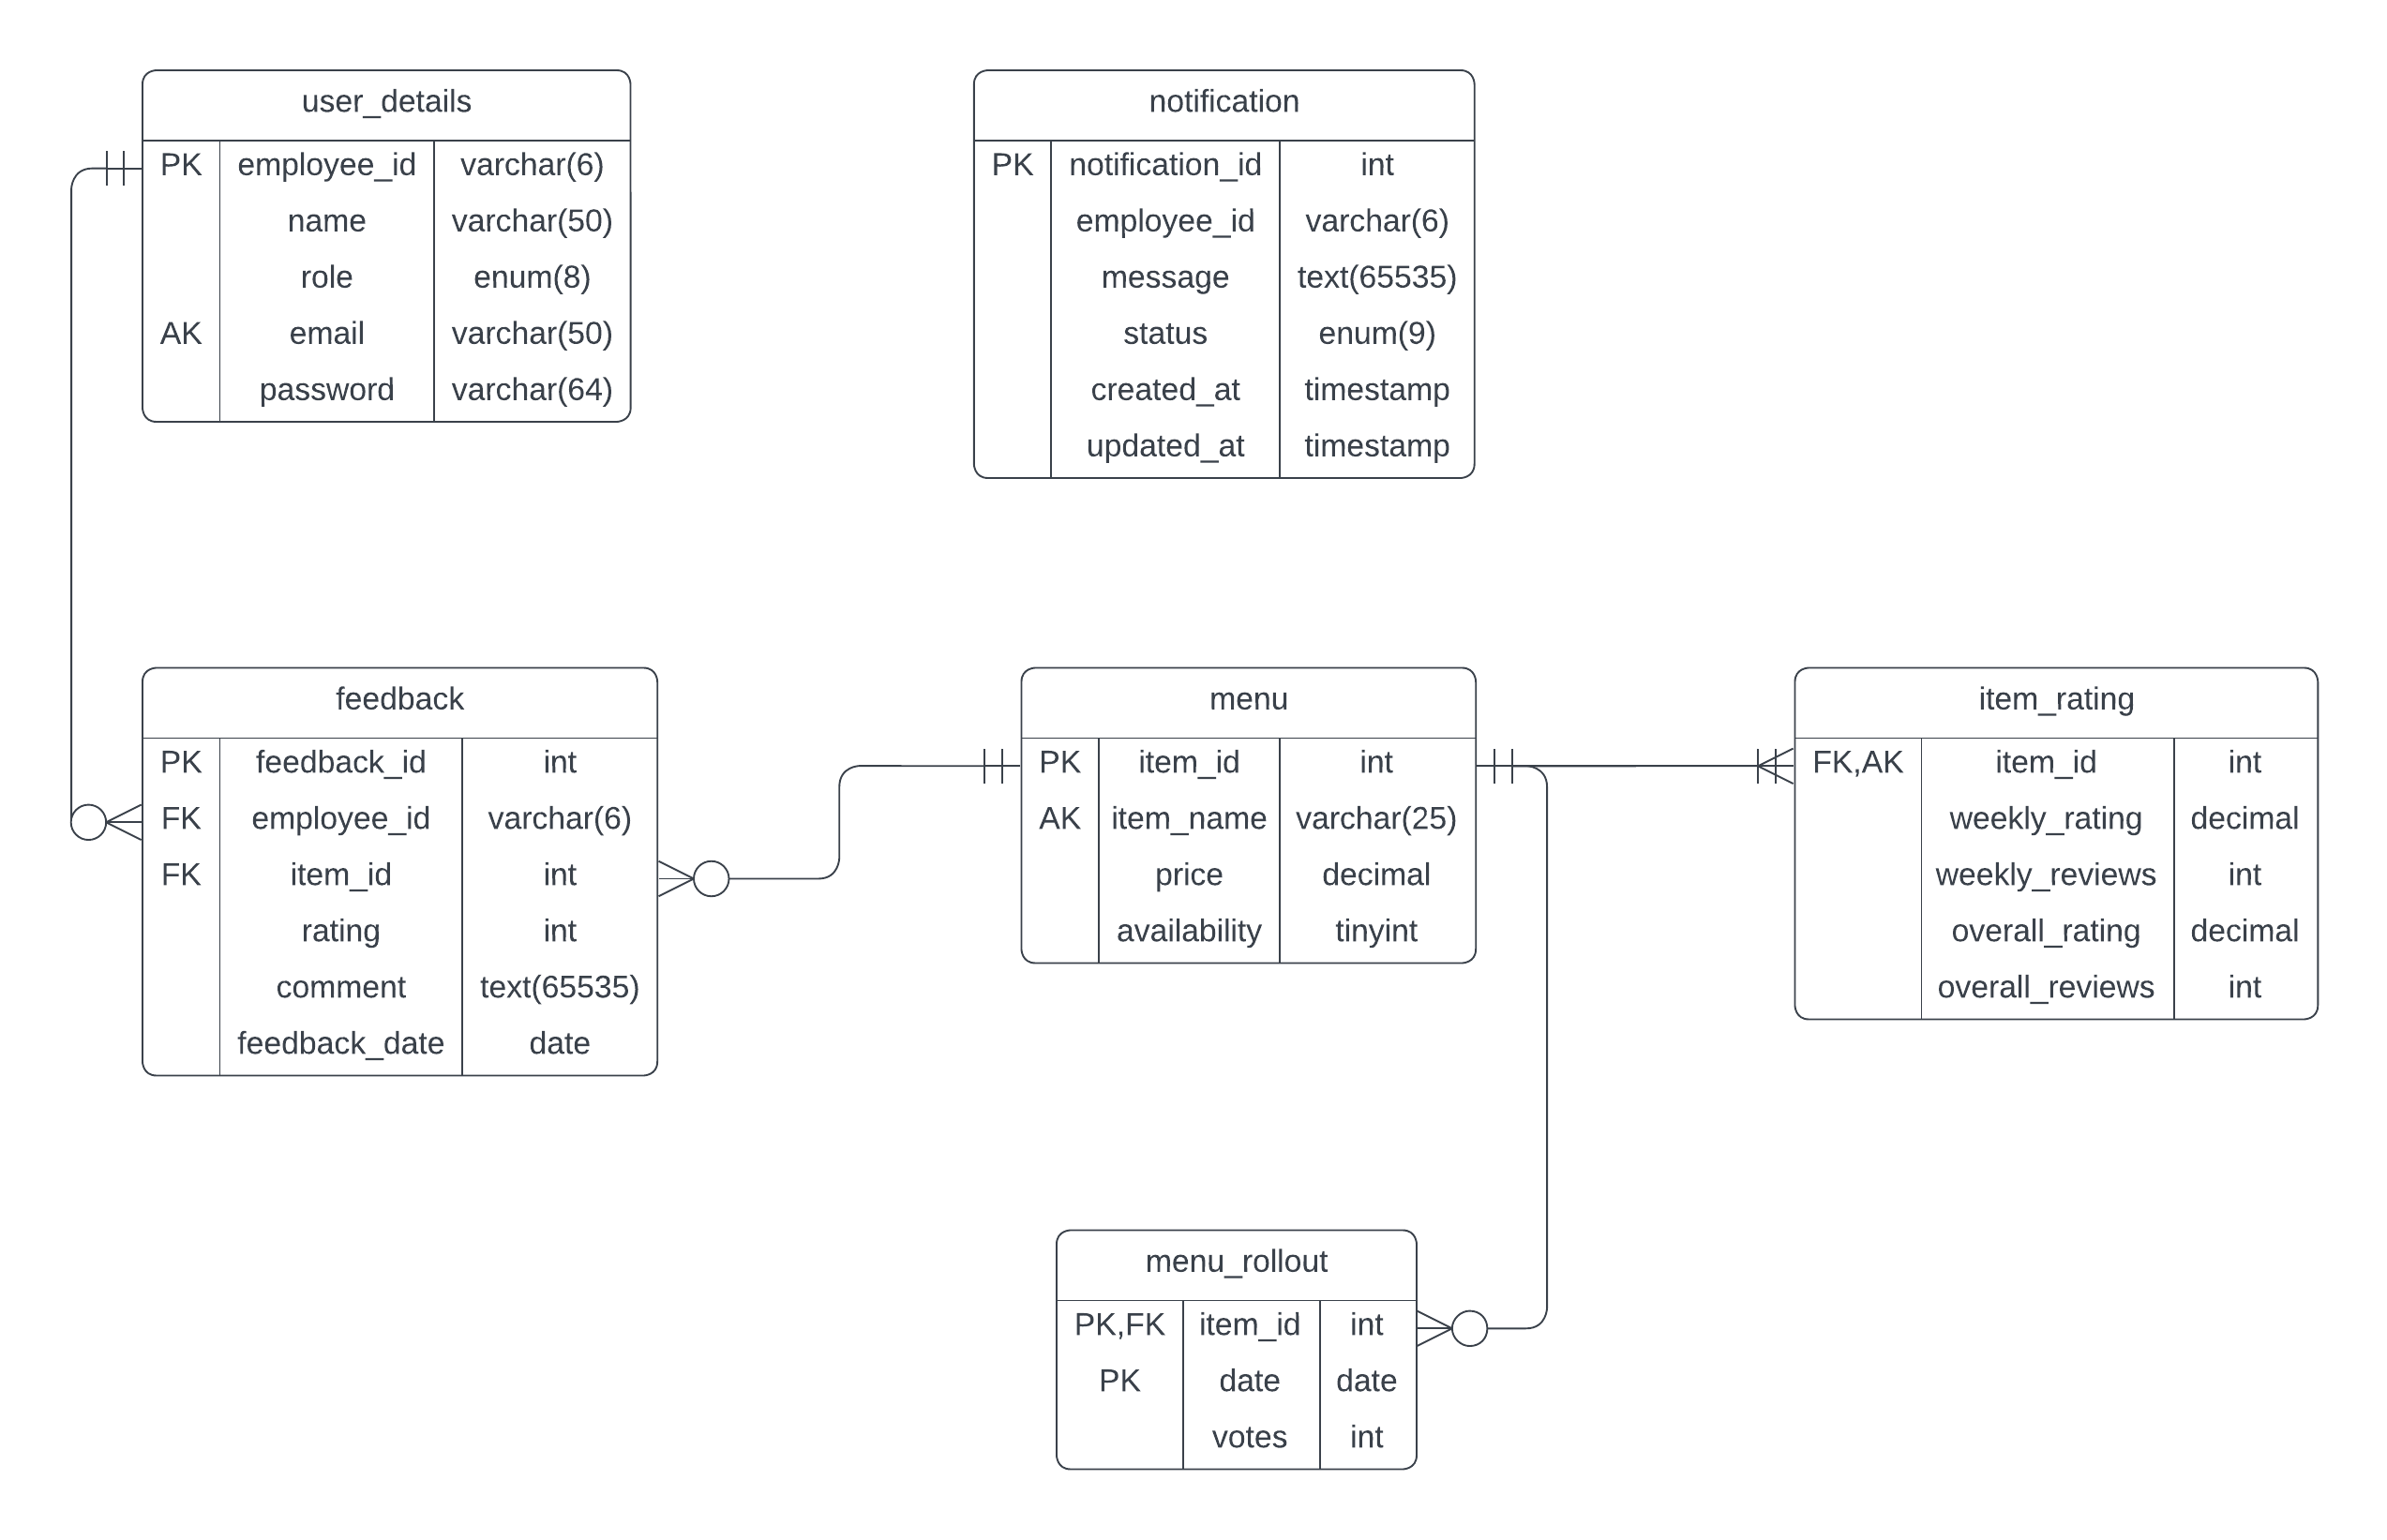 user_details
PK employee_id varchar(6)
name varchar(50)
role enum(8)
AK email varchar(50)
password varchar(64)
notification
PK notification_id int
employee_id varchar(6)
message text(65535)
status enum(9)
created_at timestamp
updated_at timestamp
feedback
PK feedback_id int
FK employee_id varchar(6)
FK item_id int
rating int
comment text(65535)
feedback_date date
menu
PK item_id int
AK item_name varchar(25)
price decimal
availability tinyint
item_rating
FK,AK item_id int
weekly_rating decimal
weekly_reviews int
overall_rating decimal
overall_reviews int
menu_rollout
PK,FK item_id int
PK date date
votes int